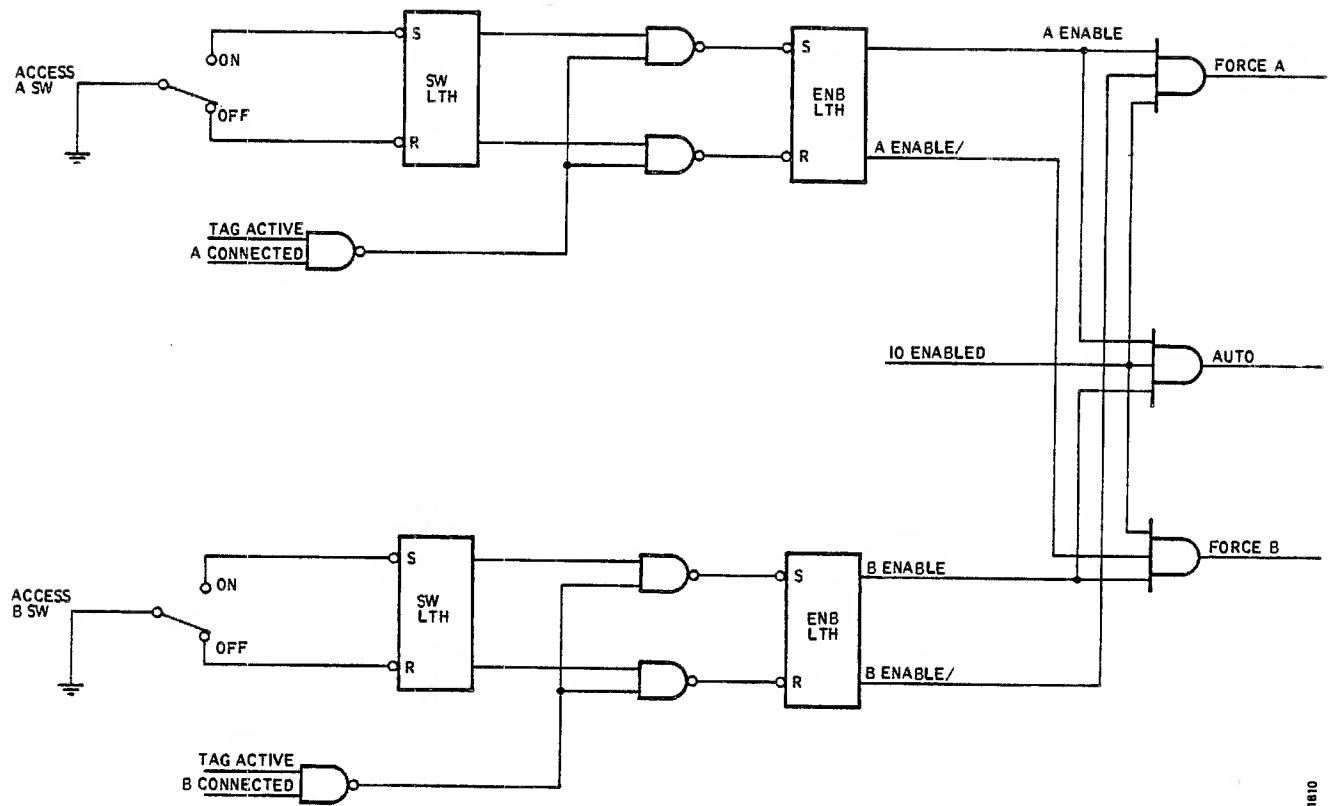 A ENABLE
FORCE A
ACCESS
A SW
ON
OFF
S
SW
LTH
R
S
ENB
LTH
R
A ENABLE/
TAG ACTIVE
A CONNECTED
IO ENABLED
AUTO
ACCESS
B SW
ON
OFF
S
SW
LTH
R
S
ENB
LTH
R
B ENABLE
B ENABLE/
FORCE B
TAG ACTIVE
B CONNECTED
1810